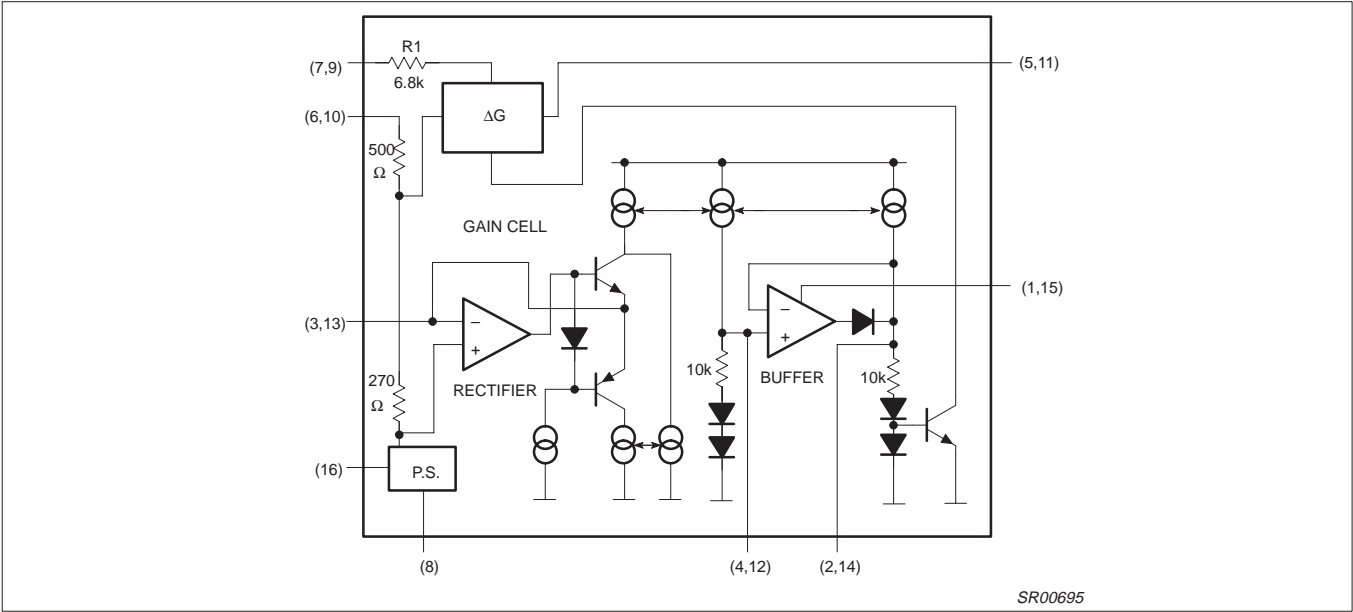 R1
(7,9)
6.8k
(5,11)
(6,10)
ΔG
500
Ω
GAIN CELL
(1,15)
(3,13)
−
+
−
+
270
Ω
RECTIFIER
10k
BUFFER
10k
(16)
P.S.
(8)
(4,12)
(2,14)
SR00695